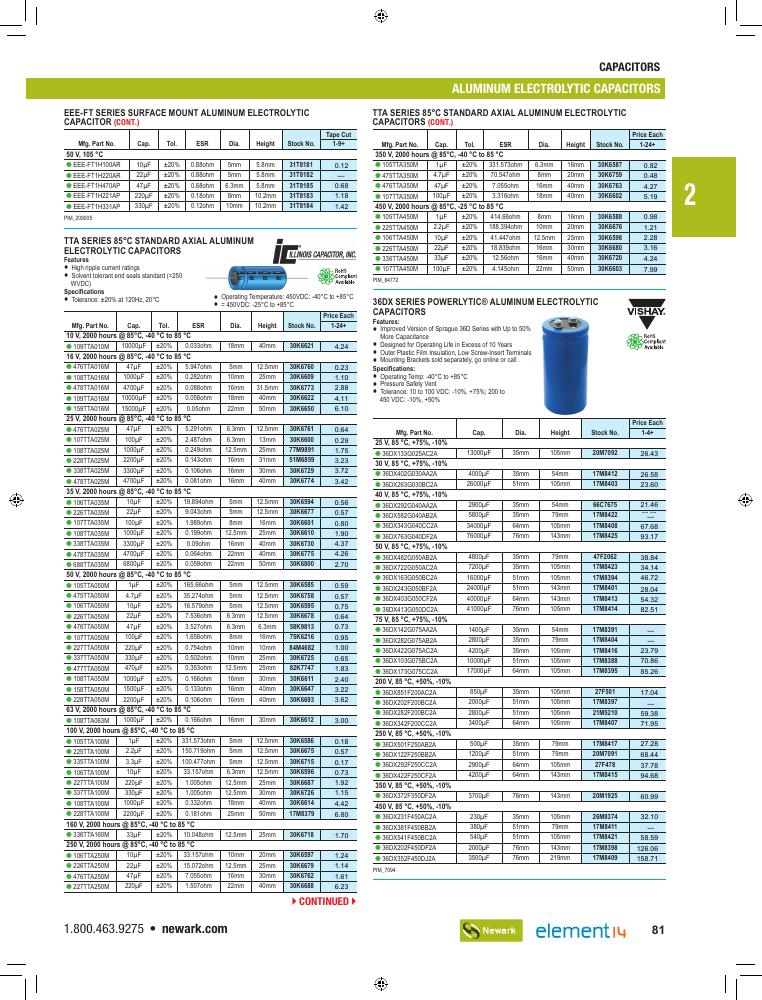 CAPACITORS
ALUMINUM ELECTROLYTIC CAPACITORS
EEE-FT SERIES SURFACE MOUNT ALUMINUM ELECTROLYTIC
CAPACITOR (CONT.)
Tape Cut
Mfg. Part No. Cap. Tol. ESR Dia. Height Stock No. 1-9+
50 V, 105 °C
EEE-FT1H100AR 10µF ±20% 0.88ohm 5mm 5.8mm 31T8181 0.12
EEE-FT1H220AR 22µF ±20% 0.88ohm 5mm 5.8mm 31T8182 ---
EEE-FT1H470AP 47µF ±20% 0.68ohm 6.3mm 5.8mm 31T8185 0.68
EEE-FT1H221AP 220µF ±20% 0.18ohm 8mm 10.2mm 31T8183 1.18
EEE-FT1H331AP 330µF ±20% 0.12ohm 10mm 10.2mm 31T8184 1.42
PIM_209005
TTA SERIES 85°C STANDARD AXIAL ALUMINUM
ELECTROLYTIC CAPACITORS
ILLINOIS CAPACITOR, INC.
Features
High ripple current ratings
Solvent tolerant end seals standard (=250
WVDC)
Specifications
Tolerance: ±20% at 120Hz, 20°C
RoHS
Compliant
Available
Operating Temperature: 450VDC: -40°C to +85°C
= 450VDC: -25°C to +85°C
Price Each
Mfg. Part No. Cap. Tol. ESR Dia. Height Stock No. 1-24+
10 V, 2000 hours @ 85°C, -40 °C to 85 °C
109TTA010M 10000µF ±20% 0.033ohm 18mm 40mm 30K6621 4.24
16 V, 2000 hours @ 85°C, -40 °C to 85 °C
476TTA016M 47µF ±20% 5.947ohm 5mm 12.5mm 30K6760 0.23
108TTA016M 1000µF ±20% 0.282ohm 10mm 25mm 30K6609 1.10
478TTA016M 4700µF ±20% 0.088ohm 16mm 31.5mm 30K6773 2.88
109TTA016M 10000µF ±20% 0.058ohm 18mm 40mm 30K6622 4.11
159TTA016M 15000µF ±20% 0.05ohm 22mm 50mm 30K6650 6.10
25 V, 2000 hours @ 85°C, -40 °C to 85 °C
476TTA025M 47µF ±20% 5.291ohm 6.3mm 12.5mm 30K6761 0.64
107TTA025M 100µF ±20% 2.487ohm 6.3mm 13mm 30K6600 0.29
108TTA025M 1000µF ±20% 0.249ohm 12.5mm 25mm 77M9891 1.75
228TTA025M 2200µF ±20% 0.143ohm 16mm 31mm 51M6859 3.23
338TTA025M 3300µF ±20% 0.106ohm 16mm 30mm 30K6729 3.72
478TTA025M 4700µF ±20% 0.081ohm 16mm 40mm 30K6774 3.42
35 V, 2000 hours @ 85°C, -40 °C to 85 °C
106TTA035M 10µF ±20% 19.894ohm 5mm 12.5mm 30K6594 0.56
226TTA035M 22µF ±20% 9.043ohm 5mm 12.5mm 30K6677 0.57
107TTA035M 100µF ±20% 1.989ohm 8mm 16mm 30K6601 0.80
108TTA035M 1000µF ±20% 0.199ohm 12.5mm 25mm 30K6610 1.90
338TTA035M 3300µF ±20% 0.09ohm 16mm 40mm 30K6730 4.37
478TTA035M 4700µF ±20% 0.064ohm 22mm 40mm 30K6775 4.26
688TTA035M 6800µF ±20% 0.059ohm 22mm 50mm 30K6800 2.70
50 V, 2000 hours @ 85°C, -40 °C to 85 °C
105TTA050M 1µF ±20% 165.66ohm 5mm 12.5mm 30K6585 0.59
475TTA050M 4.7µF ±20% 35.274ohm 5mm 12.5mm 30K6758 0.57
106TTA050M 10µF ±20% 16.579ohm 5mm 12.5mm 30K6595 0.75
226TTA050M 22µF ±20% 7.536ohm 6.3mm 12.5mm 30K6678 0.64
476TTA050M 47µF ±20% 3.527ohm 6.3mm 6.3mm 58K9813 0.73
107TTA050M 100µF ±20% 1.658ohm 8mm 16mm 75K6216 0.95
227TTA050M 220µF ±20% 0.754ohm 10mm 10mm 84M4682 1.00
337TTA050M 330µF ±20% 0.502ohm 10mm 25mm 30K6725 0.65
477TTA050M 470µF ±20% 0.353ohm 12.5mm 25mm 82K7747 1.83
108TTA050M 1000µF ±20% 0.166ohm 16mm 30mm 30K6611 2.40
158TTA050M 1500µF ±20% 0.133ohm 16mm 40mm 30K6647 3.22
228TTA050M 2200µF ±20% 0.106ohm 16mm 40mm 30K6693 3.62
63 V, 2000 hours @ 85°C, -40 °C to 85 °C
108TTA063M 1000µF ±20% 0.166ohm 16mm 30mm 30K6612 3.00
100 V, 2000 hours @ 85°C, -40 °C to 85 °C
105TTA100M 1µF ±20% 331.573ohm 5mm 12.5mm 30K6586 0.18
225TTA100M 2.2µF ±20% 150.719ohm 5mm 12.5mm 30K6675 0.57
335TTA100M 3.3µF ±20% 100.477ohm 5mm 12.5mm 30K6715 0.17
106TTA100M 10µF ±20% 33.157ohm 6.3mm 12.5mm 30K6596 0.73
227TTA100M 220µF ±20% 1.005ohm 12.5mm 25mm 30K6687 1.92
337TTA100M 330µF ±20% 1.005ohm 12.5mm 30mm 30K6726 1.15
108TTA100M 1000µF ±20% 0.332ohm 18mm 40mm 30K6614 4.42
228TTA100M 2200µF ±20% 0.181ohm 25mm 50mm 17M8379 6.80
160 V, 2000 hours @ 85°C, -40 °C to 85 °C
336TTA160M 33µF ±20% 10.048ohm 12.5mm 25mm 30K6718 1.70
250 V, 2000 hours @ 85°C, -40 °C to 85 °C
106TTA250M 10µF ±20% 33.157ohm 10mm 20mm 30K6597 1.24
226TTA250M 22µF ±20% 15.072ohm 12.5mm 25mm 30K6679 1.14
476TTA250M 47µF ±20% 7.055ohm 16mm 30mm 30K6762 1.61
227TTA250M 220µF ±20% 1.507ohm 22mm 40mm 30K6688 6.23
CONTINUED
TTA SERIES 85°C STANDARD AXIAL ALUMINUM ELECTROLYTIC
CAPACITORS (CONT.)
Price Each
Mfg. Part No. Cap. Tol. ESR Dia. Height Stock No. 1-24+
350 V, 2000 hours @ 85°C, -40 °C to 85 °C
105TTA350M 1µF ±20% 331.573ohm 6.3mm 16mm 30K6587 0.82
475TTA350M 4.7µF ±20% 70.547ohm 8mm 20mm 30K6759 0.48
476TTA350M 47µF ±20% 7.055ohm 16mm 40mm 30K6763 4.27
107TTA350M 100µF ±20% 3.316ohm 18mm 40mm 30K6602 5.19
450 V, 2000 hours @ 85°C, -25 °C to 85 °C
105TTA450M 1µF ±20% 414.66ohm 8mm 16mm 30K6588 0.98
225TTA450M 2.2µF ±20% 188.394ohm 10mm 20mm 30K6676 1.21
106TTA450M 10µF ±20% 41.447ohm 12.5mm 25mm 30K6598 2.28
226TTA450M 22µF ±20% 18.839ohm 16mm 30mm 30K6680 3.16
336TTA450M 33µF ±20% 12.56ohm 16mm 40mm 30K6720 4.24
107TTA450M 100µF ±20% 4.145ohm 22mm 50mm 30K6603 7.99
PIM_84772
2
36DX SERIES POWERLYTIC® ALUMINUM ELECTROLYTIC
CAPACITORS
VISHAY.
Features:
Improved Version of Sprague 36D Series with Up to 50%
More Capacitance
Designed for Operating Life in Excess of 10 Years
Outer Plastic Film Insulation, Low Screw-Insert Terminals
Mounting Brackets sold separately, go online or call .
Specifications:
Operating Temp: -40°C to +85°C
Pressure Safety Vent
Tolerance: 10 to 100 VDC: -10%, +75%; 200 to
450 VDC: -10%, +50%
RoHS
Compliant
Available
Price Each
Mfg. Part No. Cap. Dia. Height Stock No. 1-4+
25 V, 85 °C, +75%, -10%
36DX133G025AC2A 13000µF 35mm 105mm 20M7092 26.43
30 V, 85 °C, +75%, -10%
36DX402G030AA2A 4000µF 35mm 54mm 17M8412 26.58
36DX263G030BC2A 26000µF 51mm 105mm 17M8403 23.60
40 V, 85 °C, +75%, -10%
36DX292G040AA2A 2900µF 35mm 54mm 66C7675 21.46
36DX582G040AB2A 5800µF 35mm 79mm 17M8422 ---
36DX343G040CC2A 34000µF 64mm 105mm 17M8408 67.68
36DX763G040DF2A 76000µF 76mm 143mm 17M8425 93.17
50 V, 85 °C, +75%, -10%
36DX482G050AB2A 4800µF 35mm 79mm 47F2062 38.84
36DX722G050AC2A 7200µF 35mm 105mm 17M8423 34.14
36DX163G050BC2A 16000µF 51mm 105mm 17M8394 46.72
36DX243G050BF2A 24000µF 51mm 143mm 17M8401 28.04
36DX403G050CF2A 40000µF 64mm 143mm 17M8413 54.32
36DX413G050DC2A 41000µF 76mm 105mm 17M8414 82.51
75 V, 85 °C, +75%, -10%
36DX142G075AA2A 1400µF 35mm 54mm 17M8391 ---
36DX282G075AB2A 2800µF 35mm 79mm 17M8404 ---
36DX422G075AC2A 4200µF 35mm 105mm 17M8416 23.79
36DX103G075BC2A 10000µF 51mm 105mm 17M8388 70.86
36DX173G075CC2A 17000µF 64mm 105mm 17M8395 85.26
200 V, 85 °C, +50%, -10%
36DX851F200AC2A 850µF 35mm 105mm 27F501 17.04
36DX202F200BC2A 2000µF 51mm 105mm 17M8397 ---
36DX282F200BC2A 2800µF 51mm 105mm 21M5210 59.38
36DX342F200CC2A 3400µF 64mm 105mm 17M8407 71.95
250 V, 85 °C, +50%, -10%
36DX501F250AB2A 500µF 35mm 79mm 17M8417 27.28
36DX122F250BB2A 1200µF 51mm 79mm 20M7091 68.44
36DX292F250CC2A 2900µF 64mm 105mm 27F478 37.78
36DX422F250CF2A 4200µF 64mm 143mm 17M8415 94.68
350 V, 85 °C, +50%, -10%
36DX372F350DF2A 3700µF 76mm 143mm 20M1925 60.99
450 V, 85 °C, +50%, -10%
36DX231F450AC2A 230µF 35mm 105mm 26M8374 32.10
36DX381F450BB2A 380µF 51mm 79mm 17M8411 ---
36DX541F450BC2A 540µF 51mm 105mm 17M8421 58.59
36DX202F450DF2A 2000µF 76mm 143mm 17M8398 126.06
36DX352F450DJ2A 3500µF 76mm 219mm 17M8409 158.71
PIM_7094
1.800.463.9275 • newark.com
Newark
element14
81